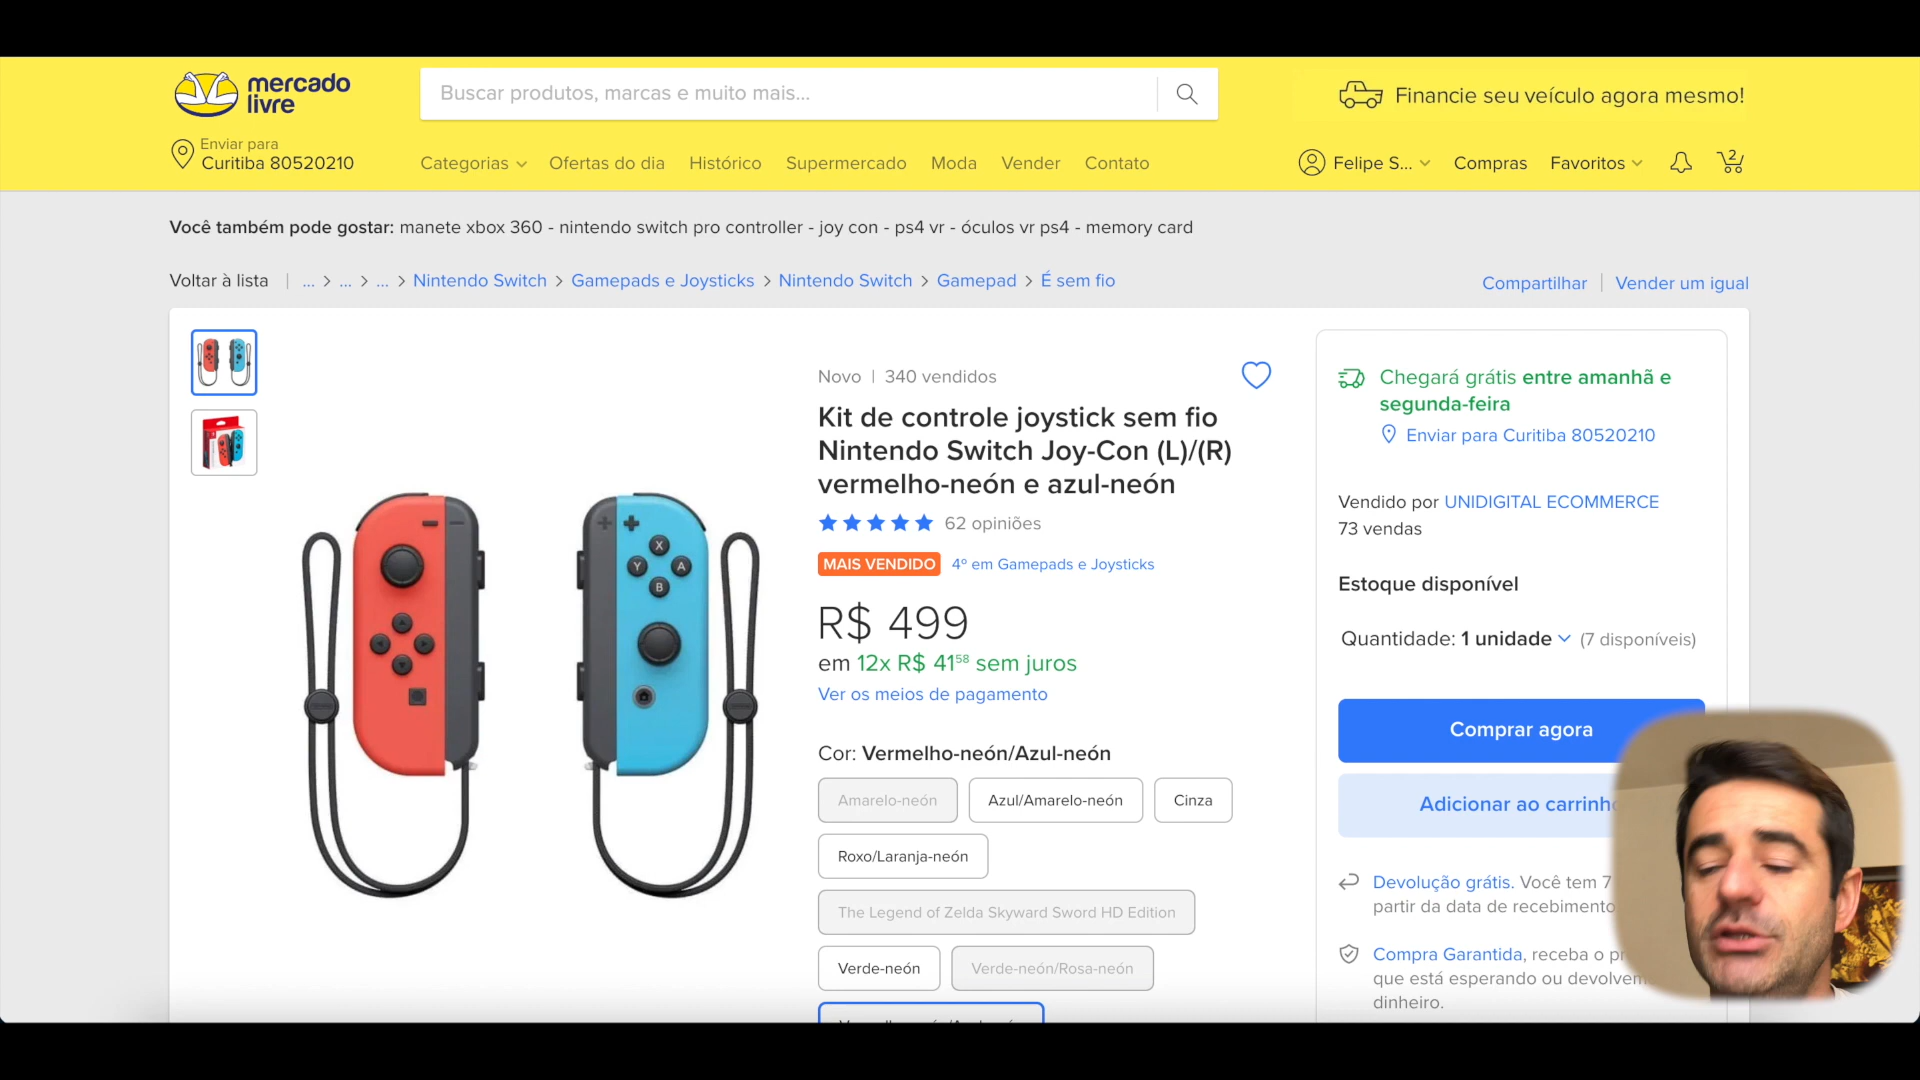 mercado
livre
Buscar produtos, marcas e muito mais...
Financie seu veículo agora mesmo!
Enviar para
Curitiba 80520210
Categorias
Ofertas do dia
Histórico
Supermercado
Moda
Vender
Contato
Felipe S...
Compras
Favoritos
2
Você também pode gostar: manete xbox 360 - nintendo switch pro controller - joy con - ps4 vr - óculos vr ps4 - memory card
Voltar à lista | ... > ... > ... > Nintendo Switch > Gamepads e Joysticks > Nintendo Switch > Gamepad > É sem fio
Compartilhar | Vender um igual
Novo | 340 vendidos
Kit de controle joystick sem fio
Nintendo Switch Joy-Con (L)/(R)
vermelho-neón e azul-neón
62 opiniões
MAIS VENDIDO 4º em Gamepads e Joysticks
R$ 499
em 12x R$ 41⁵⁸ sem juros
Ver os meios de pagamento
Cor: Vermelho-neón/Azul-neón
Amarelo-neón
Azul/Amarelo-neón
Cinza
Roxo/Laranja-neón
The Legend of Zelda Skyward Sword HD Edition
Verde-neón
Verde-neón/Rosa-neón
X
Y
A
B
Chegará grátis entre amanhã e
segunda-feira
Enviar para Curitiba 80520210
Vendido por UNIDIGITAL ECOMMERCE
73 vendas
Estoque disponível
Quantidade: 1 unidade (7 disponíveis)
Comprar agora
Adicionar ao carrinho
Devolução grátis. Você tem 7
partir da data de recebimento
Compra Garantida, receba o
que está esperando ou
dinheiro.